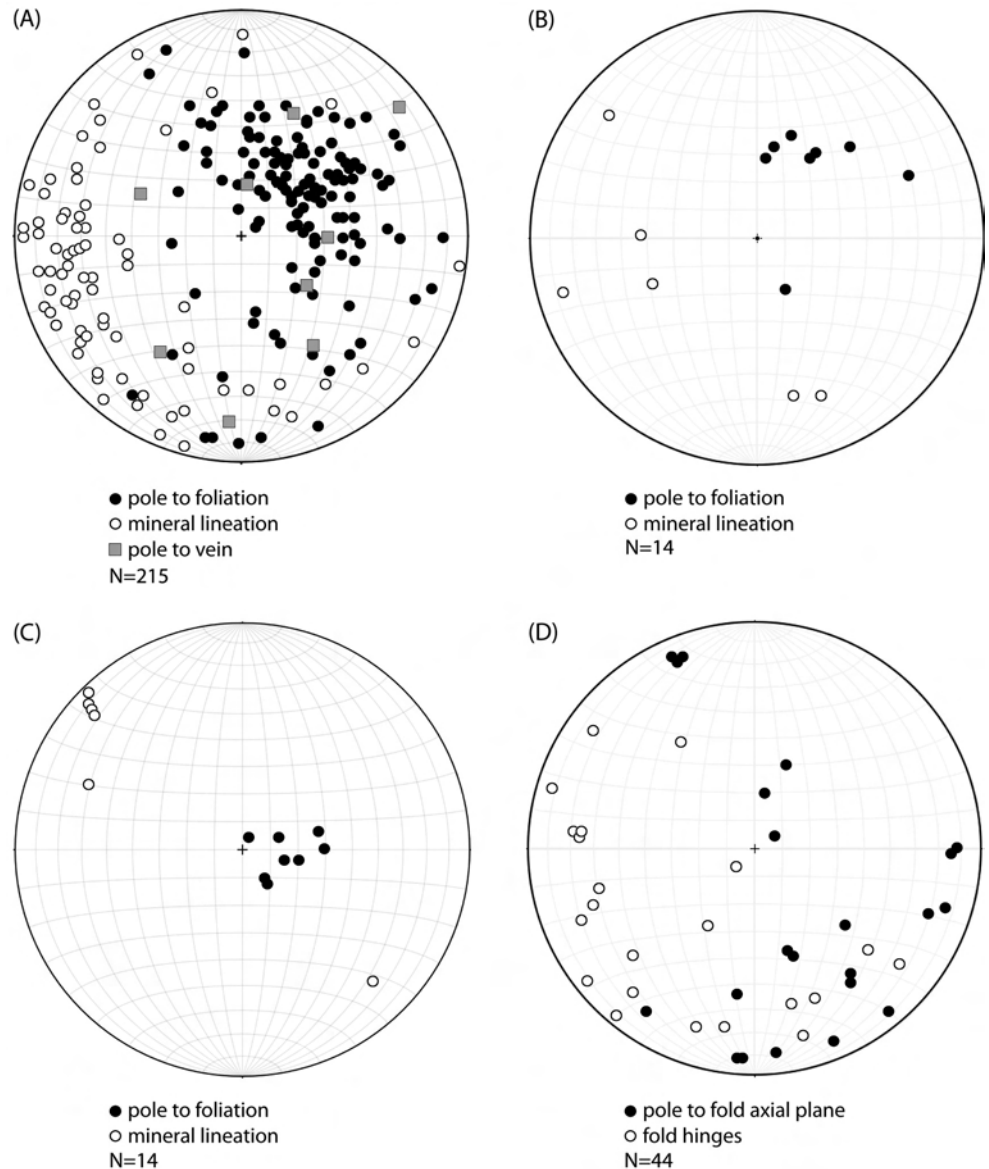 (A)
(B)
● pole to foliation
○ mineral lineation
■ pole to vein
N=215
● pole to foliation
○ mineral lineation
N=14
(C)
(D)
● pole to foliation
○ mineral lineation
N=14
● pole to fold axial plane
○ fold hinges
N=44